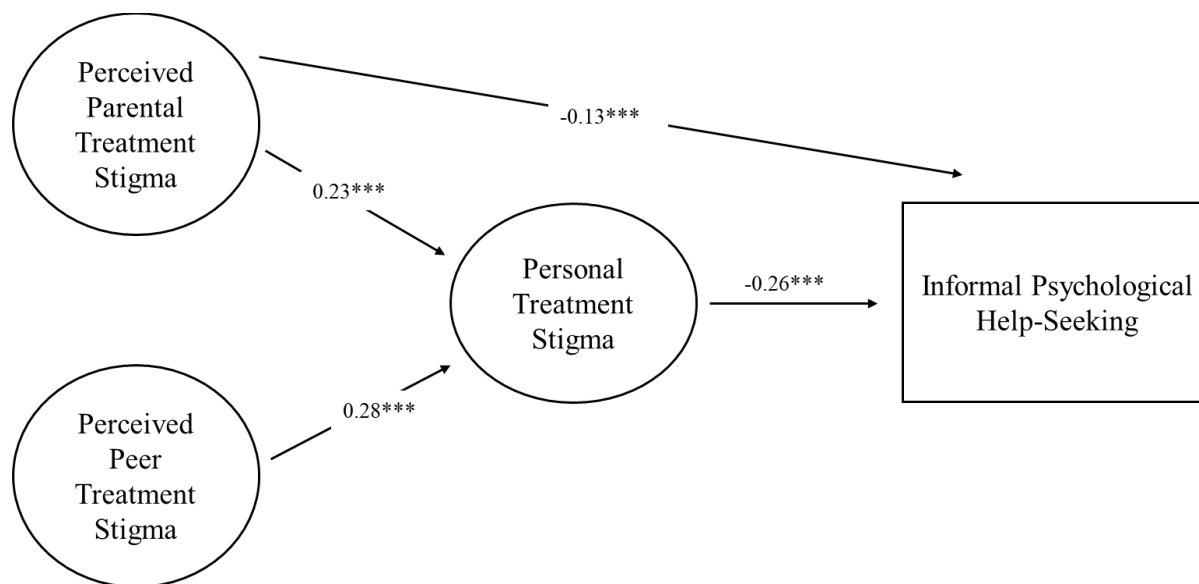 Perceived
Parental
Treatment
Stigma
-0.13***
0.23***
Personal
Treatment
Stigma
-0.26***
Informal Psychological
Help-Seeking
0.28***
Perceived
Peer
Treatment
Stigma